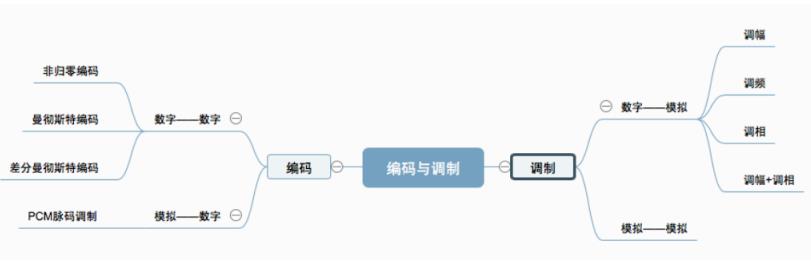 调幅
非归零编码
调频
数字——模拟
曼彻斯特编码
数字——数字
调相
编码
编码与调制
调制
差分曼彻斯特编码
调幅+调相
PCM脉码调制
模拟——数字
模拟——模拟